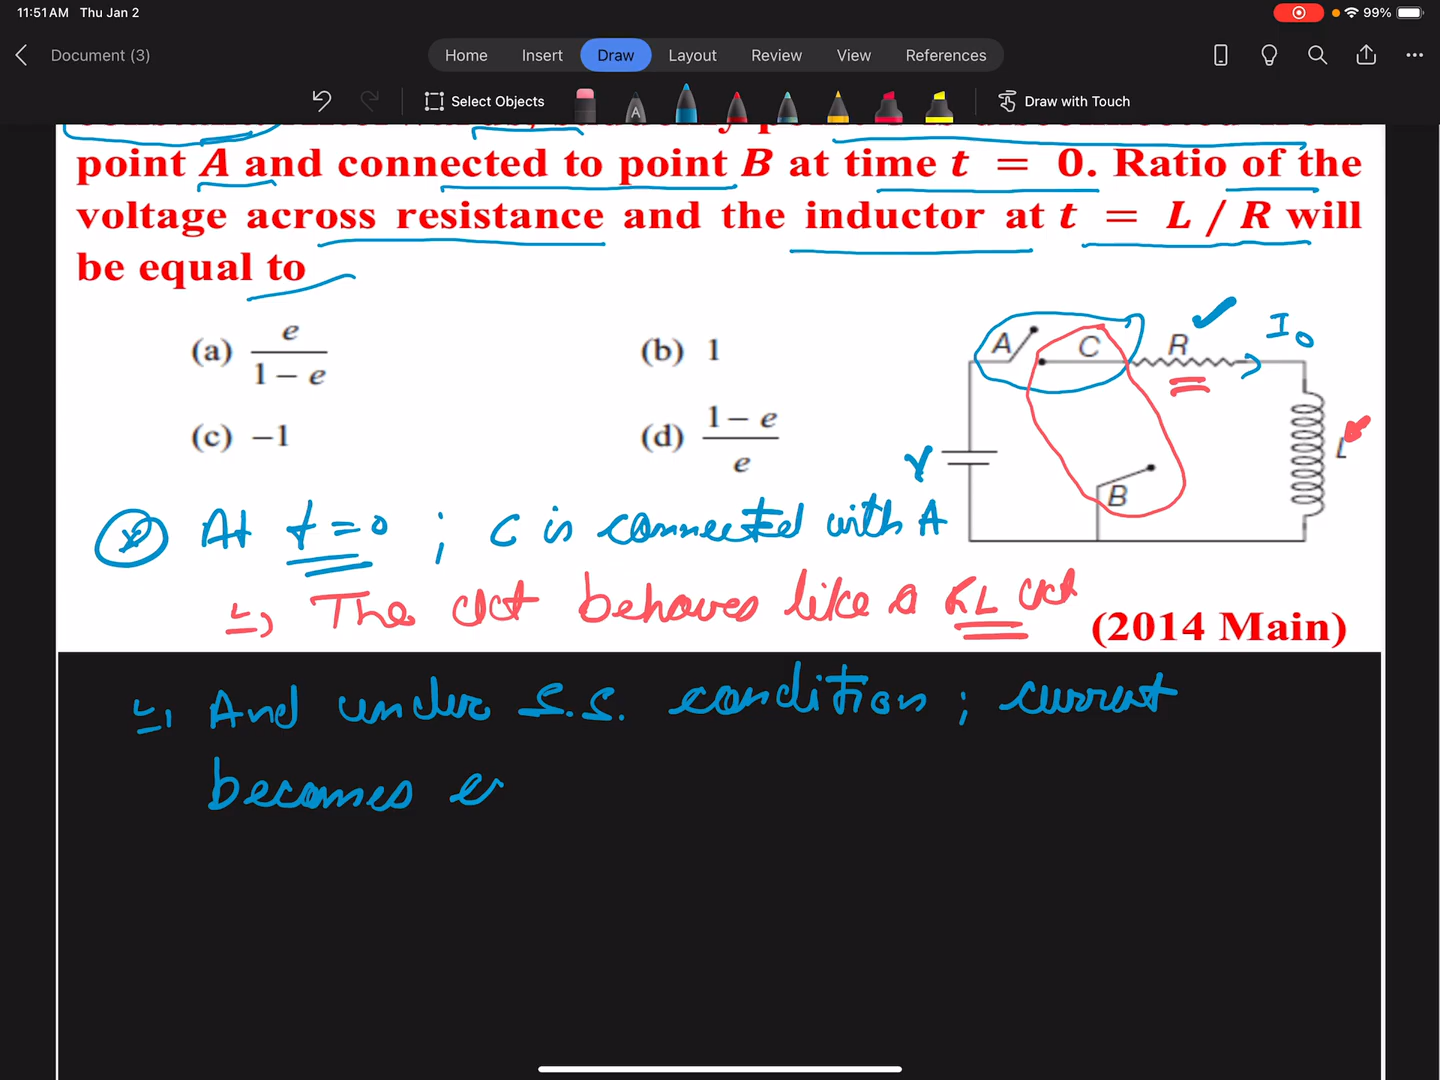 11:51 AM Thu Jan 2
99%
Document (3)
Home Insert Draw Layout Review View References
Select Objects
A
Draw with Touch
point A and connected to point B at time t = 0. Ratio of the
voltage across resistance and the inductor at t = L / R will
be equal to
(a) e / 1 − e
(b) 1
(c) −1
(d) 1 − e / e
A C R I₀
V
L
B
At t=0 ; C is connected with A
The ckt behaves like a RL ckt
(2014 Main)
And under S.S. condition ; current
becomes